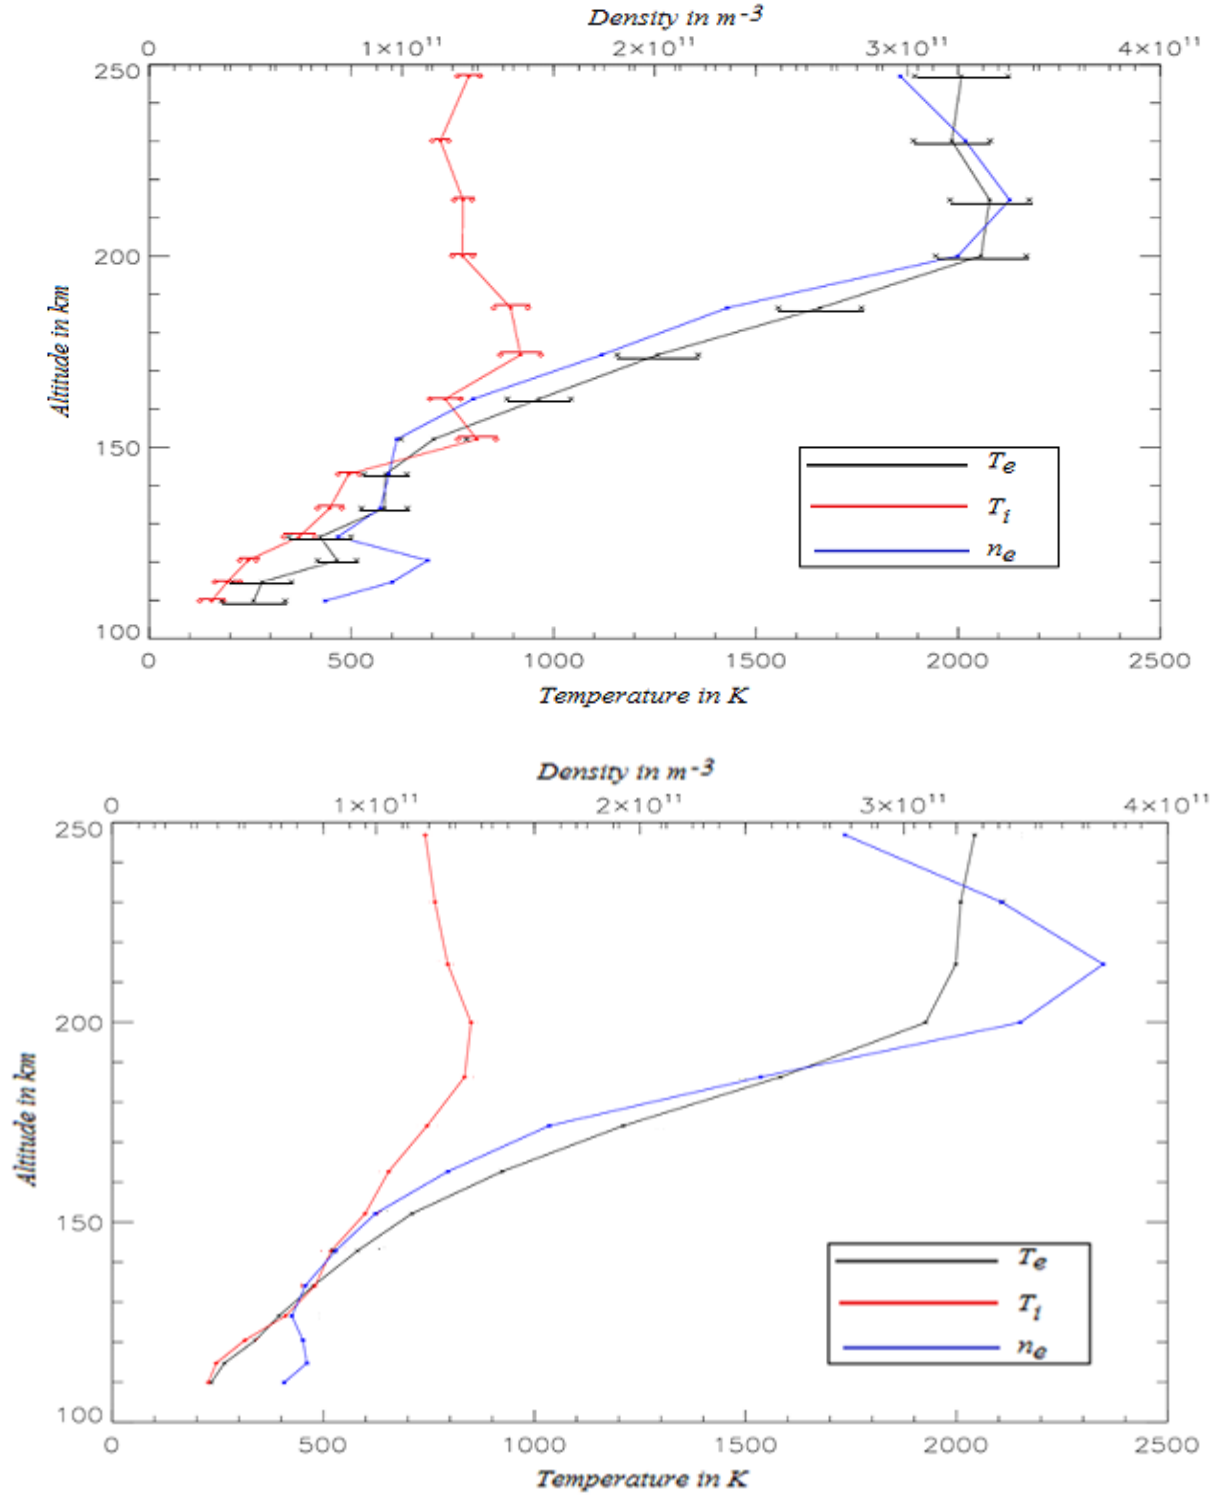 Density in m⁻³
0 1×10¹¹ 2×10¹¹ 3×10¹¹ 4×10¹¹
250
200
Altitude in km
150
100
Tₑ
Tᵢ
nₑ
0 500 1000 1500 2000 2500
Temperature in K
Density in m⁻³
0 1×10¹¹ 2×10¹¹ 3×10¹¹ 4×10¹¹
250
200
Altitude in km
150
100
Tₑ
Tᵢ
nₑ
0 500 1000 1500 2000 2500
Temperature in K